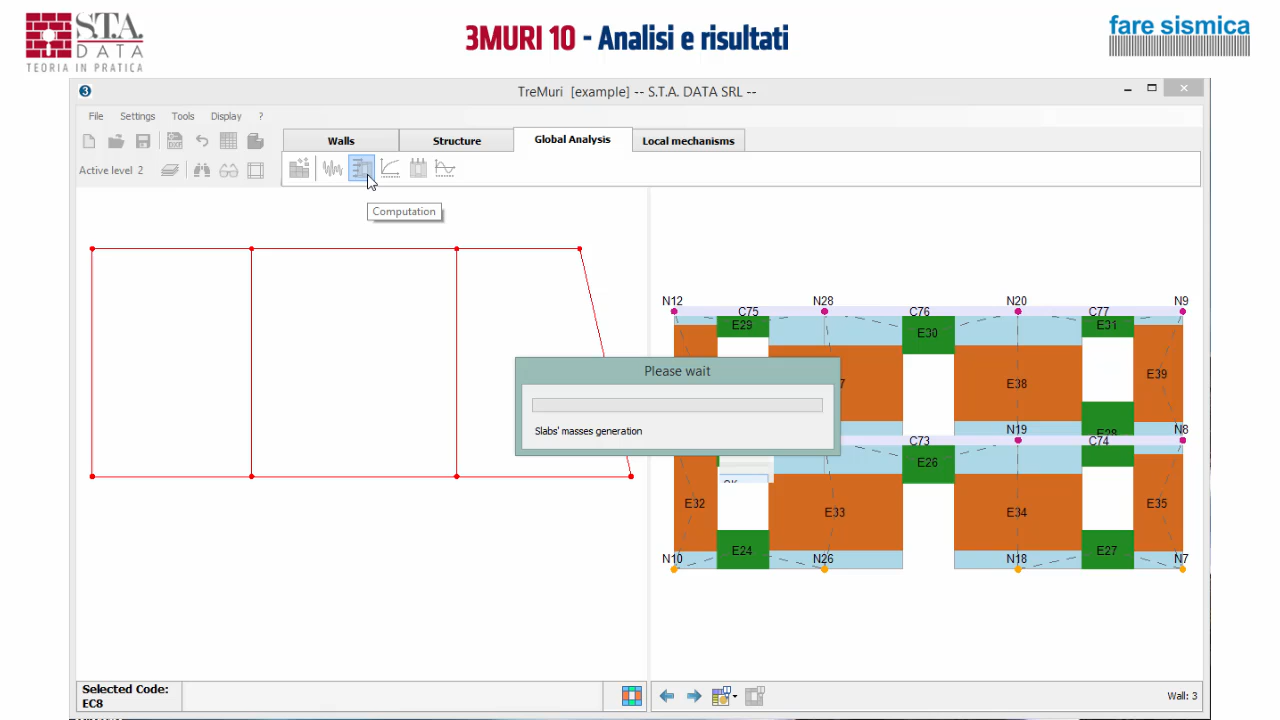 S.T.A.
DATA
TEORIA IN PRATICA
3MURI 10 - Analisi e risultati
fare sismica
3
TreMuri [example] -- S.T.A. DATA SRL --
File Settings Tools Display ?
Walls Structure Global Analysis Local mechanisms
Active level 2
Computation
N12 N28 N20 N9
C75 C76 C77
E29 E30 E31
7 E38 E39
Please wait
Slabs' masses generation
E28
N19 N8
C73 C74
E26
E32 E33 E34 E35
E24 E27
N10 N26 N18 N7
Selected Code:
EC8
Wall: 3